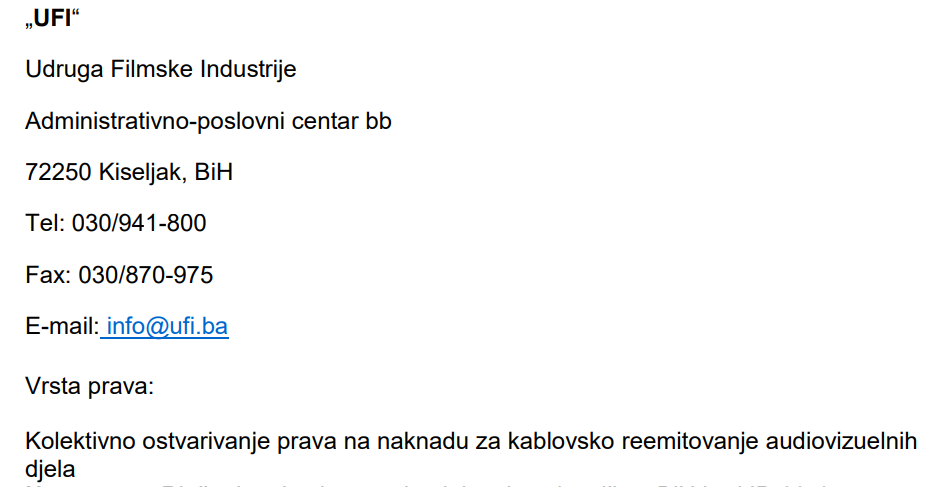 „UFI“
Udruga Filmske Industrije
Administrativno-poslovni centar bb
72250 Kiseljak, BiH
Tel: 030/941-800
Fax: 030/870-975
E-mail: info@ufi.ba
Vrsta prava:
Kolektivno ostvarivanje prava na naknadu za kablovsko reemitovanje audiovizuelnih
djela